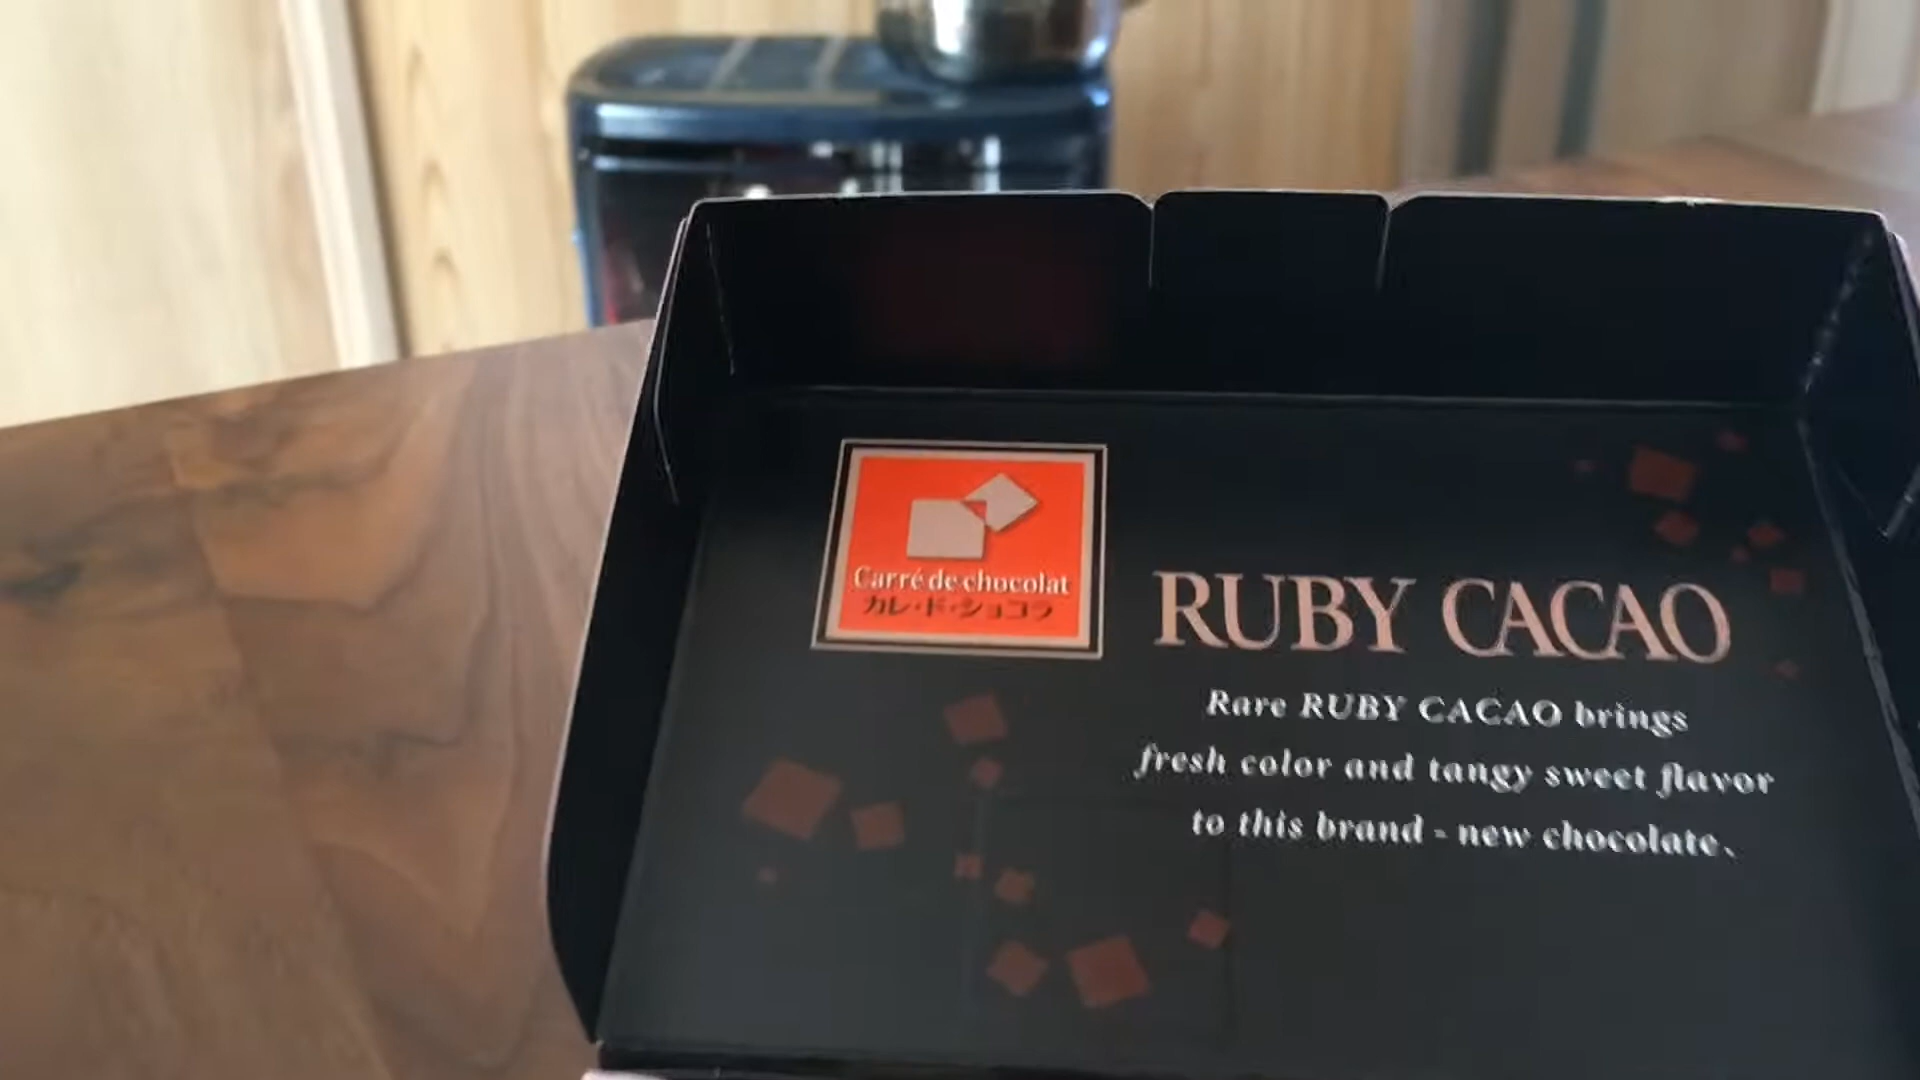 Carré de chocolat
カレ・ド・ショコラ
RUBY CACAO
Rare RUBY CACAO brings
fresh color and tangy sweet flavor
to this brand-new chocolate.